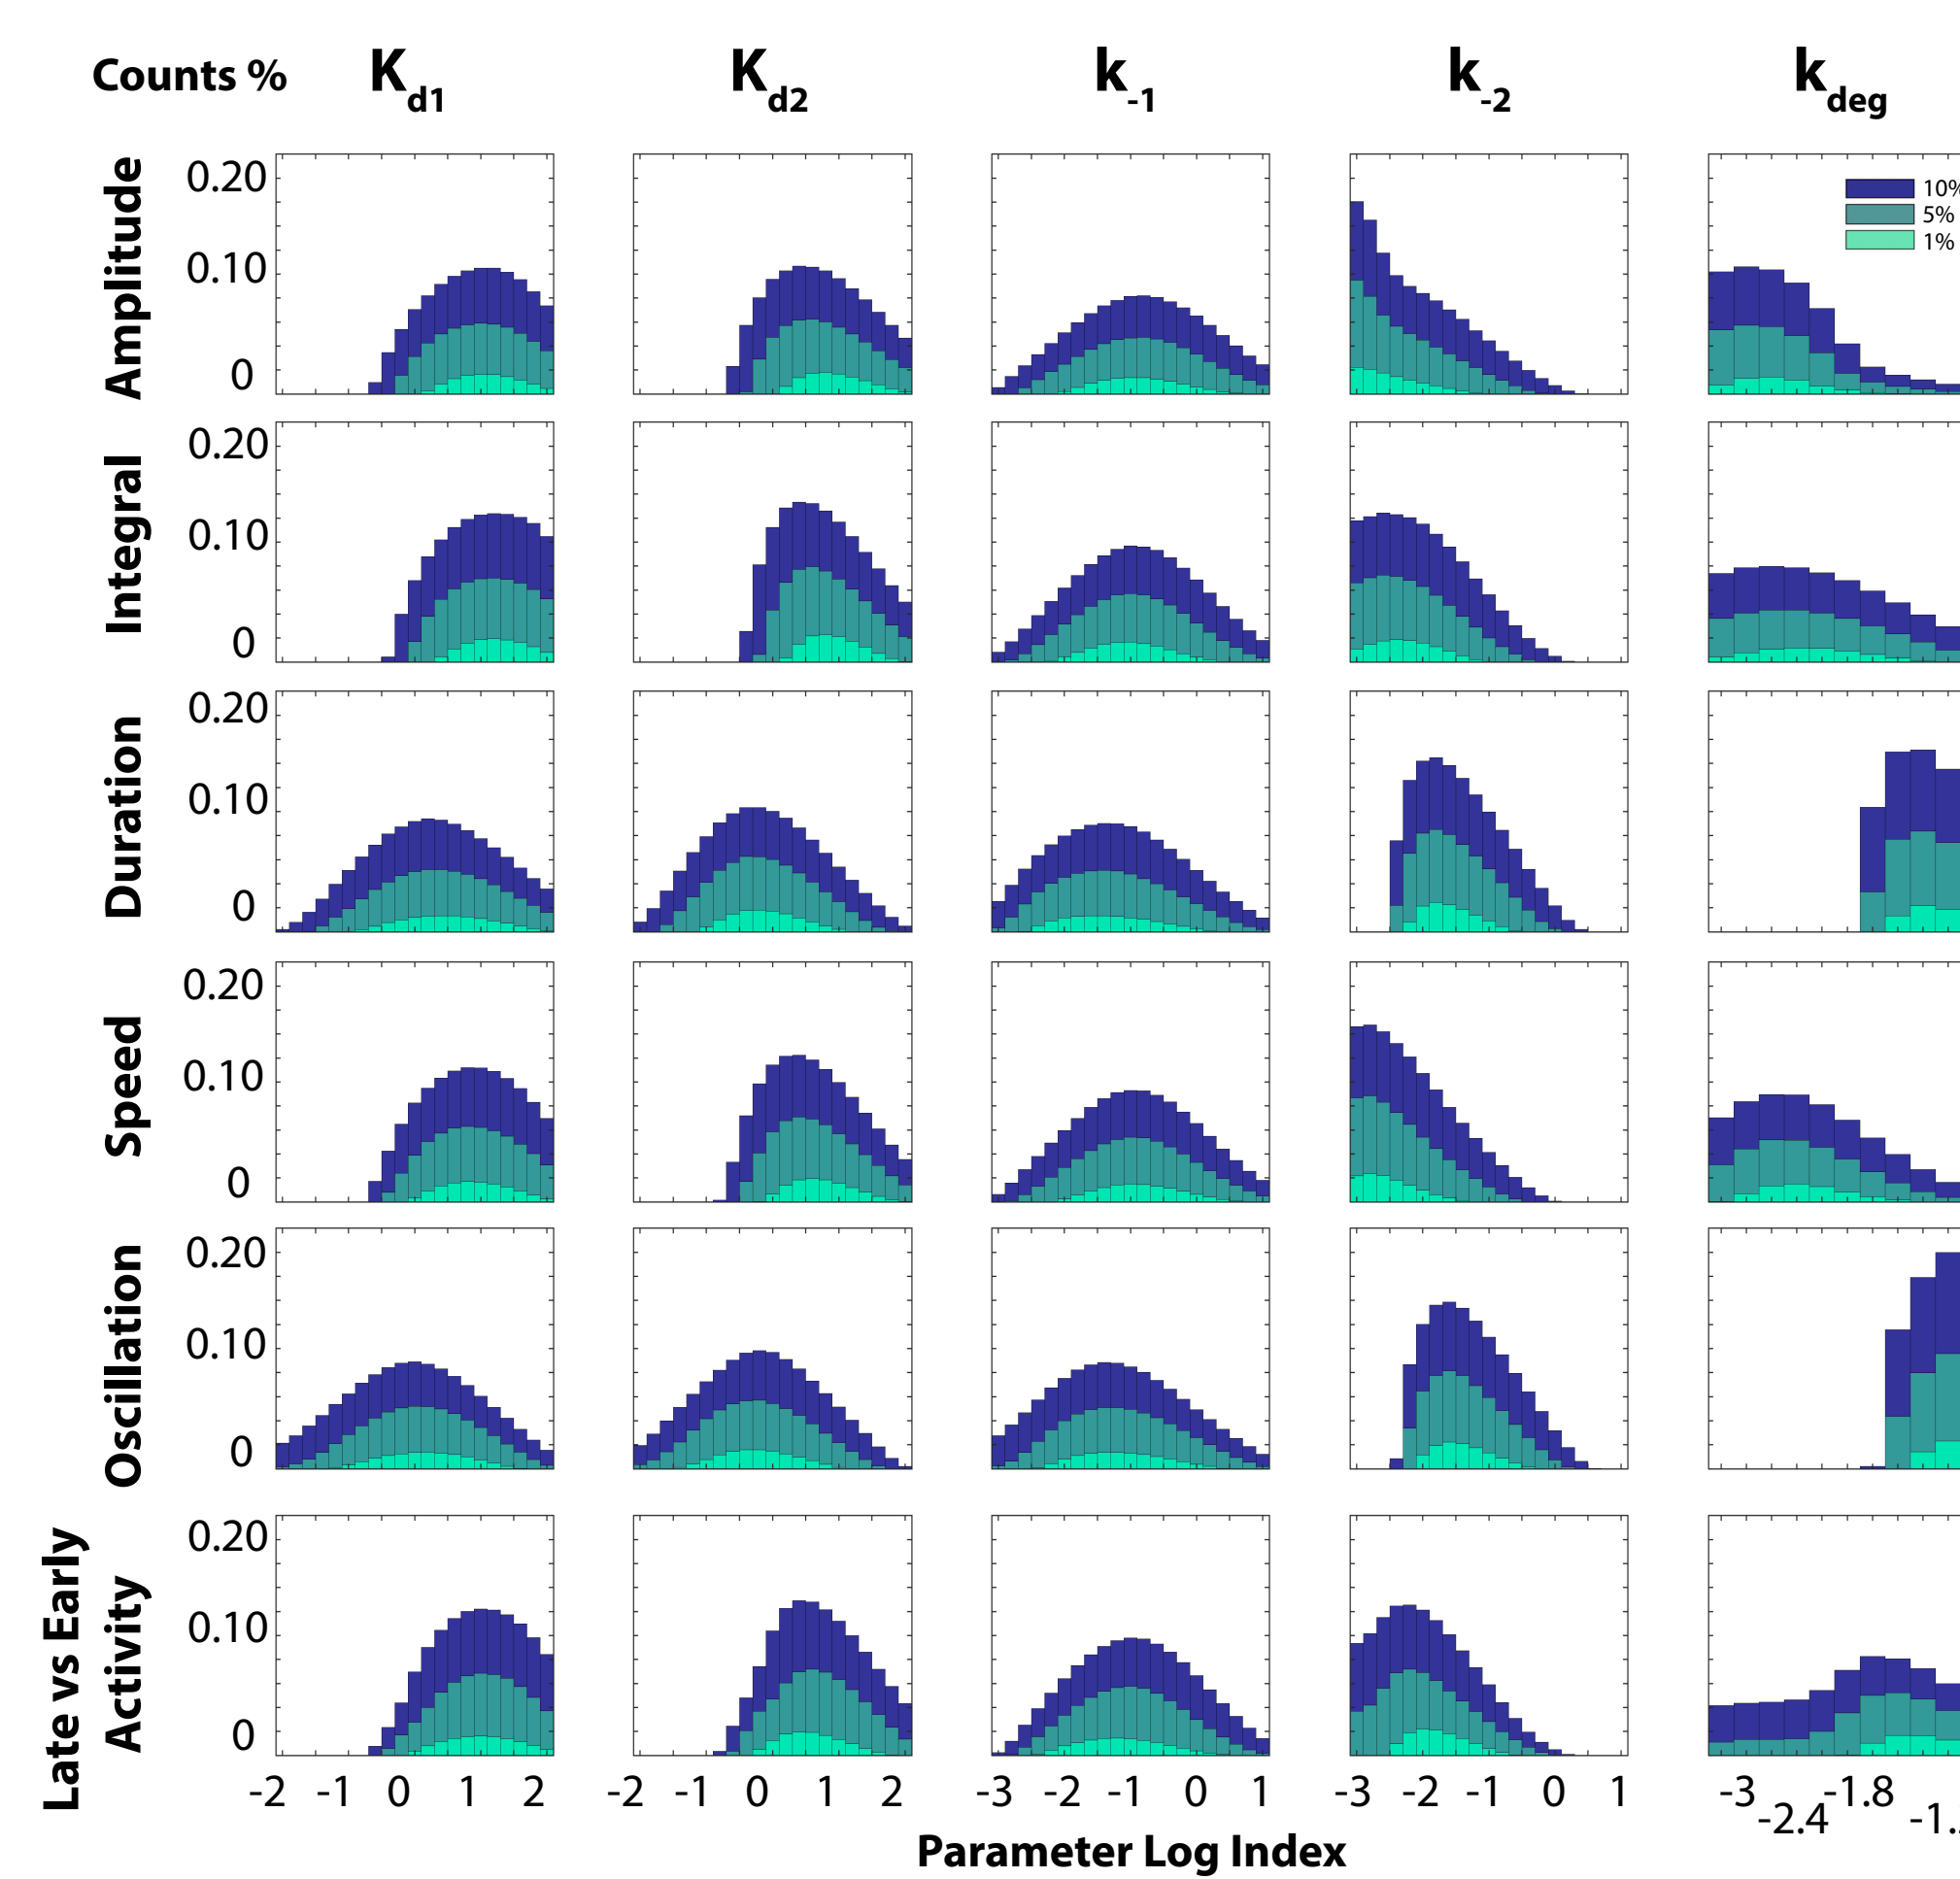 Counts %
Kd1
Kd2
k-1
k-2
kdeg
Amplitude
0.20
0.10
0
10%
5%
1%
Integral
0.20
0.10
0
Duration
0.20
0.10
0
Speed
0.20
0.10
0
Oscillation
0.20
0.10
0
Late vs Early
Activity
0.20
0.10
0
-2 -1 0 1 2
-2 -1 0 1 2
-3 -2 -1 0 1
-3 -2 -1 0 1
-3 -1.8
-2.4
Parameter Log Index